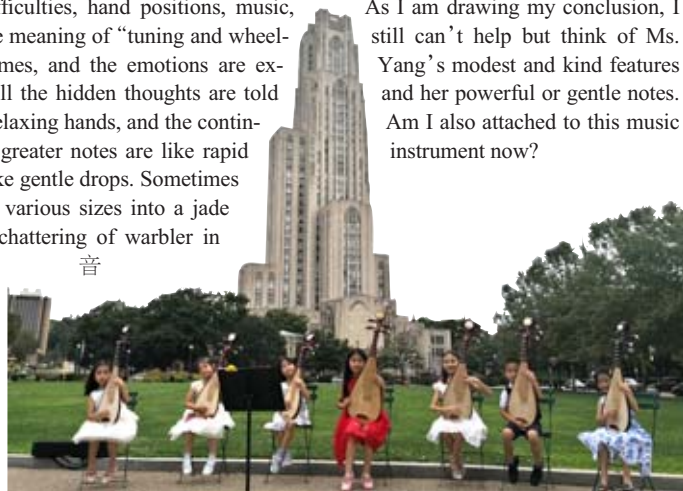 fficulties, hand positions, music,
e meaning of “tuning and wheel-
mes, and the emotions are ex-
ll the hidden thoughts are told
elaxing hands, and the contin-
greater notes are like rapid
ke gentle drops. Sometimes
various sizes into a jade
chattering of warbler in
音
As I am drawing my conclusion, I
still can’t help but think of Ms.
Yang’s modest and kind features
and her powerful or gentle notes.
Am I also attached to this music
instrument now?